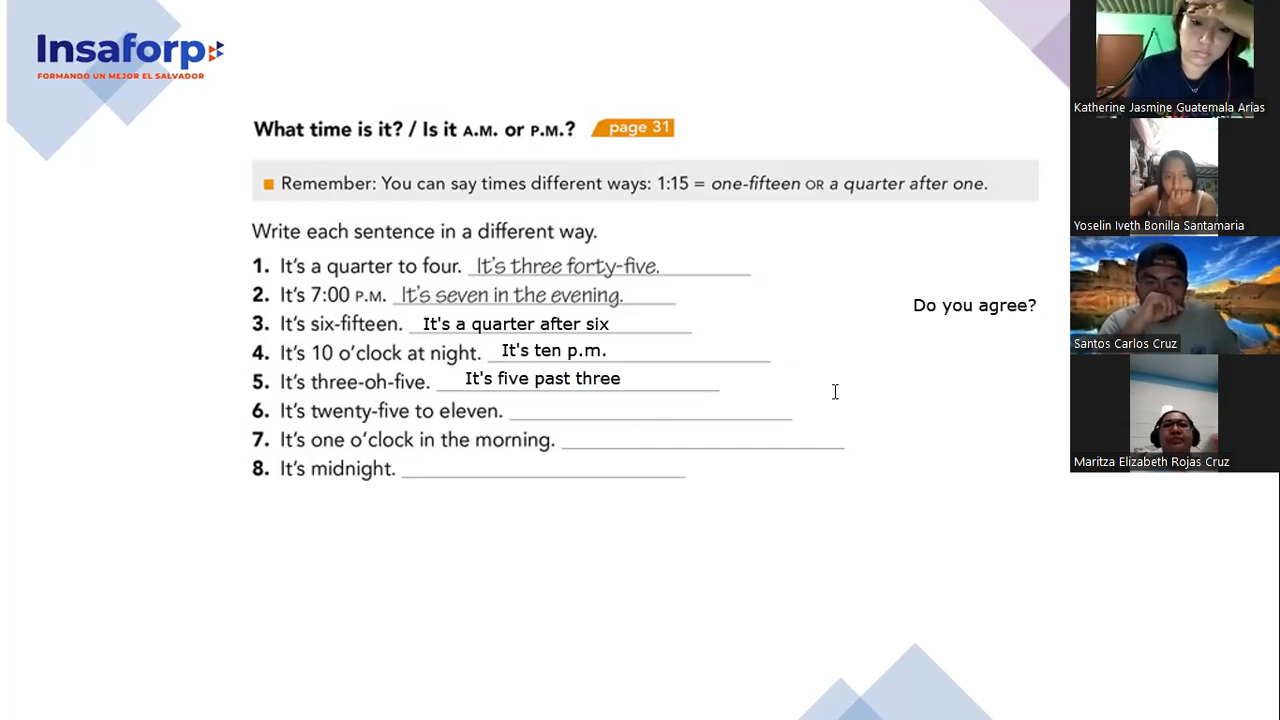 Insaforp
FORMANDO UN MEJOR EL SALVADOR
What time is it? / Is it A.M. or P.M.? page 31
Remember: You can say times different ways: 1:15 = one-fifteen OR a quarter after one.
Write each sentence in a different way.
1. It's a quarter to four. It's three forty-five.
2. It's 7:00 P.M. It's seven in the evening.
Do you agree?
3. It's six-fifteen. It's a quarter after six
4. It's 10 o'clock at night. It's ten p.m.
5. It's three-oh-five. It's five past three
6. It's twenty-five to eleven.
7. It's one o'clock in the morning.
8. It's midnight.
Katherine Jasmine Guatemala Arias
Yoselin Iveth Bonilla Santamaria
Santos Carlos Cruz
Maritza Elizabeth Rojas Cruz